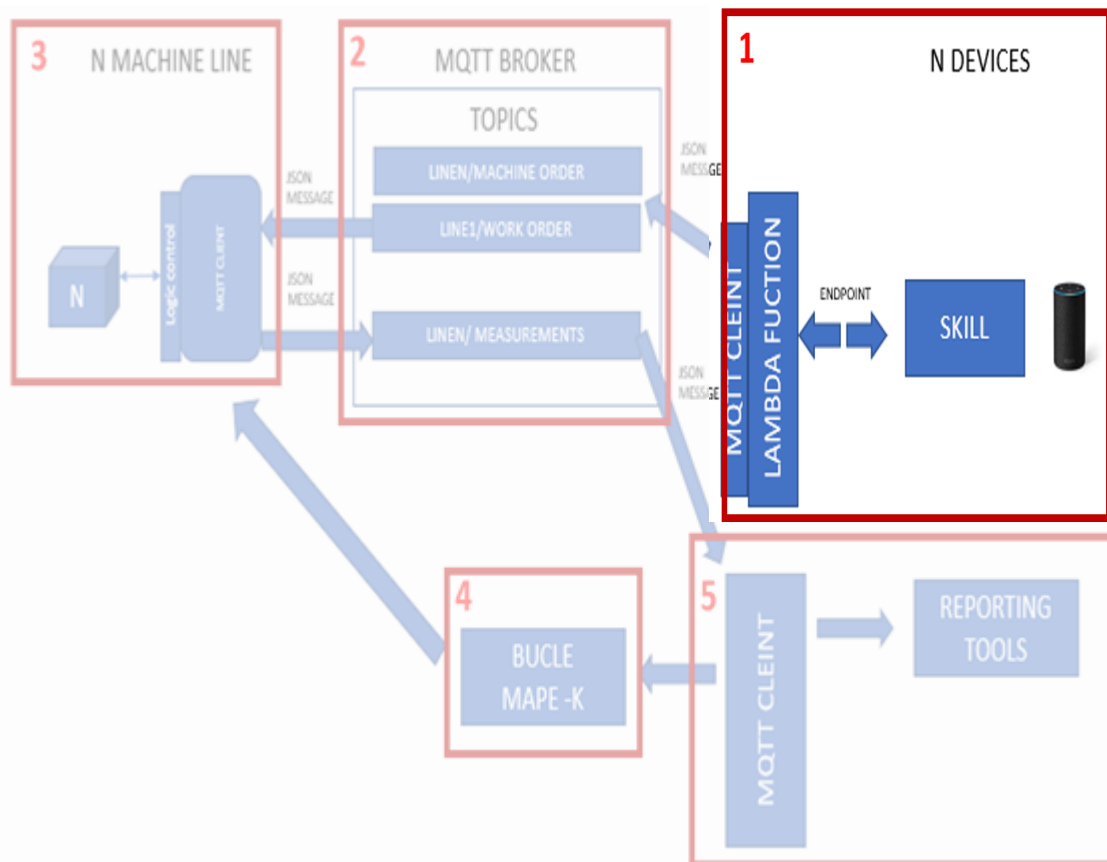 3
N MACHINE LINE
N
Logic control
MQTT CLIENT
JSON
MESSAGE
JSON
MESSAGE
2
MQTT BROKER
TOPICS
LINEN/MACHINE ORDER
LINE1/WORK ORDER
LINEN/ MEASUREMENTS
JSON
MESSAGE
JSON
MESSAGE
1
N DEVICES
MQTT CLEINT
LAMBDA FUCTION
ENDPOINT
SKILL
4
BUCLE
MAPE -K
5
MQTT CLEINT
REPORTING
TOOLS